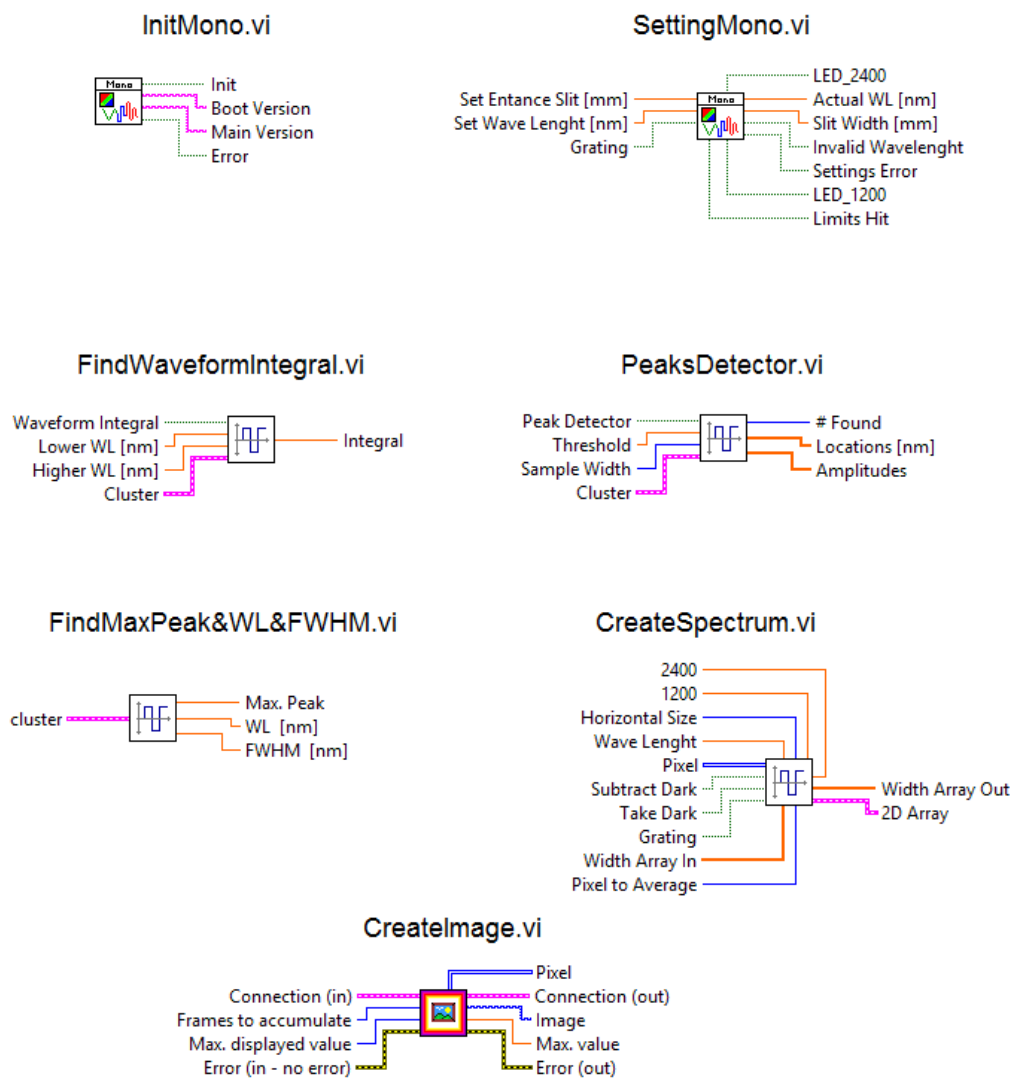 InitMono.vi
Mono
Init
Boot Version
Main Version
Error
SettingMono.vi
Set Entance Slit [mm]
Set Wave Lenght [nm]
Grating
Mono
LED_2400
Actual WL [nm]
Slit Width [mm]
Invalid Wavelenght
Settings Error
LED_1200
Limits Hit
FindWaveformIntegral.vi
Waveform Integral
Lower WL [nm]
Higher WL [nm]
Cluster
Integral
PeaksDetector.vi
Peak Detector
Threshold
Sample Width
Cluster
# Found
Locations [nm]
Amplitudes
FindMaxPeak&WL&FWHM.vi
cluster
Max. Peak
WL [nm]
FWHM [nm]
CreateSpectrum.vi
2400
1200
Horizontal Size
Wave Lenght
Pixel
Subtract Dark
Take Dark
Grating
Width Array In
Pixel to Average
Width Array Out
2D Array
CreateImage.vi
Connection (in)
Frames to accumulate
Max. displayed value
Error (in - no error)
Pixel
Connection (out)
Image
Max. value
Error (out)